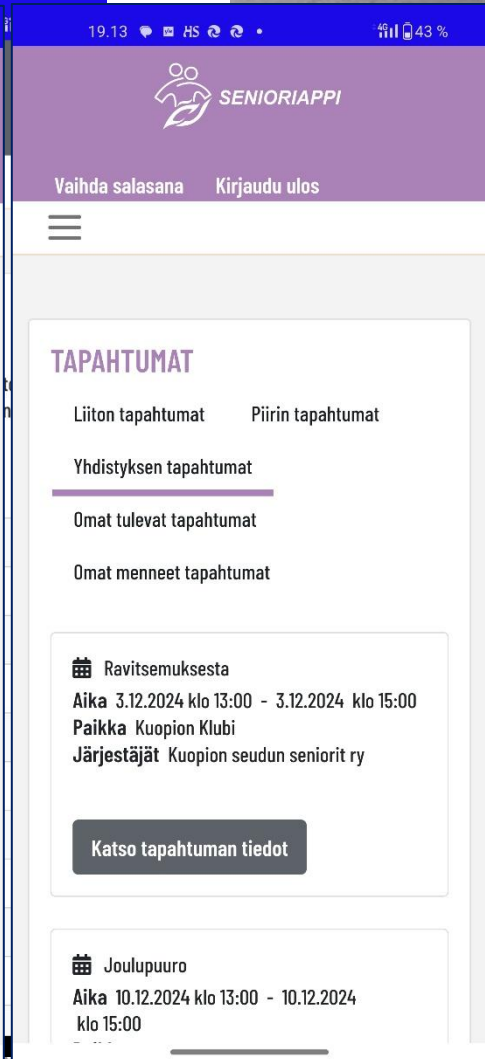 19.13 HS 4G 43 %
SENIORIAPPI
Vaihda salasana Kirjaudu ulos
TAPAHTUMAT
Liiton tapahtumat Piirin tapahtumat
Yhdistyksen tapahtumat
Omat tulevat tapahtumat
Omat menneet tapahtumat
Ravitsemuksesta
Aika 3.12.2024 klo 13:00 - 3.12.2024 klo 15:00
Paikka Kuopion Klubi
Järjestäjät Kuopion seudun seniorit ry
Katso tapahtuman tiedot
Joulupuuro
Aika 10.12.2024 klo 13:00 - 10.12.2024
klo 15:00